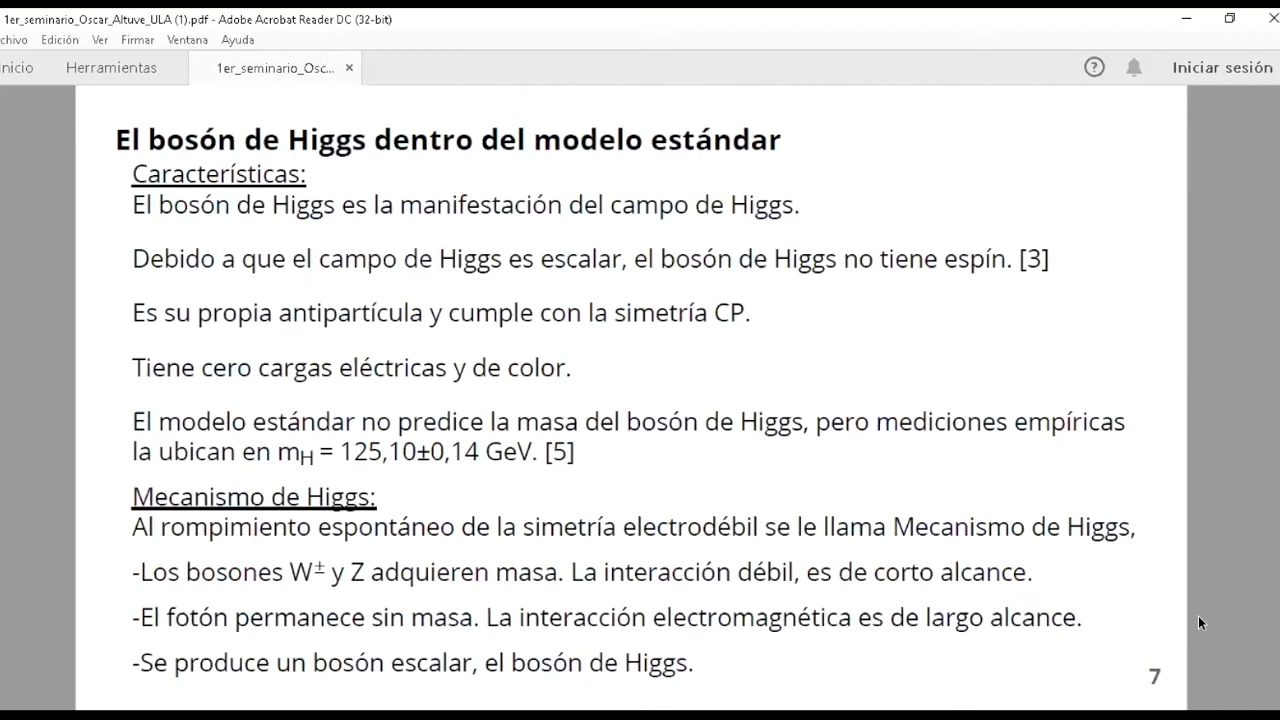 1er_seminario_Oscar_Altuve_ULA (1).pdf - Adobe Acrobat Reader DC (32-bit)
chivo Edición Ver Firmar Ventana Ayuda
nicio Herramientas 1er_seminario_Osc... × ? Iniciar sesión
El bosón de Higgs dentro del modelo estándar
Características:
El bosón de Higgs es la manifestación del campo de Higgs.
Debido a que el campo de Higgs es escalar, el bosón de Higgs no tiene espín. [3]
Es su propia antipartícula y cumple con la simetría CP.
Tiene cero cargas eléctricas y de color.
El modelo estándar no predice la masa del bosón de Higgs, pero mediciones empíricas
la ubican en mH = 125,10±0,14 GeV. [5]
Mecanismo de Higgs:
Al rompimiento espontáneo de la simetría electrodébil se le llama Mecanismo de Higgs,
-Los bosones W± y Z adquieren masa. La interacción débil, es de corto alcance.
-El fotón permanece sin masa. La interacción electromagnética es de largo alcance.
-Se produce un bosón escalar, el bosón de Higgs.
7